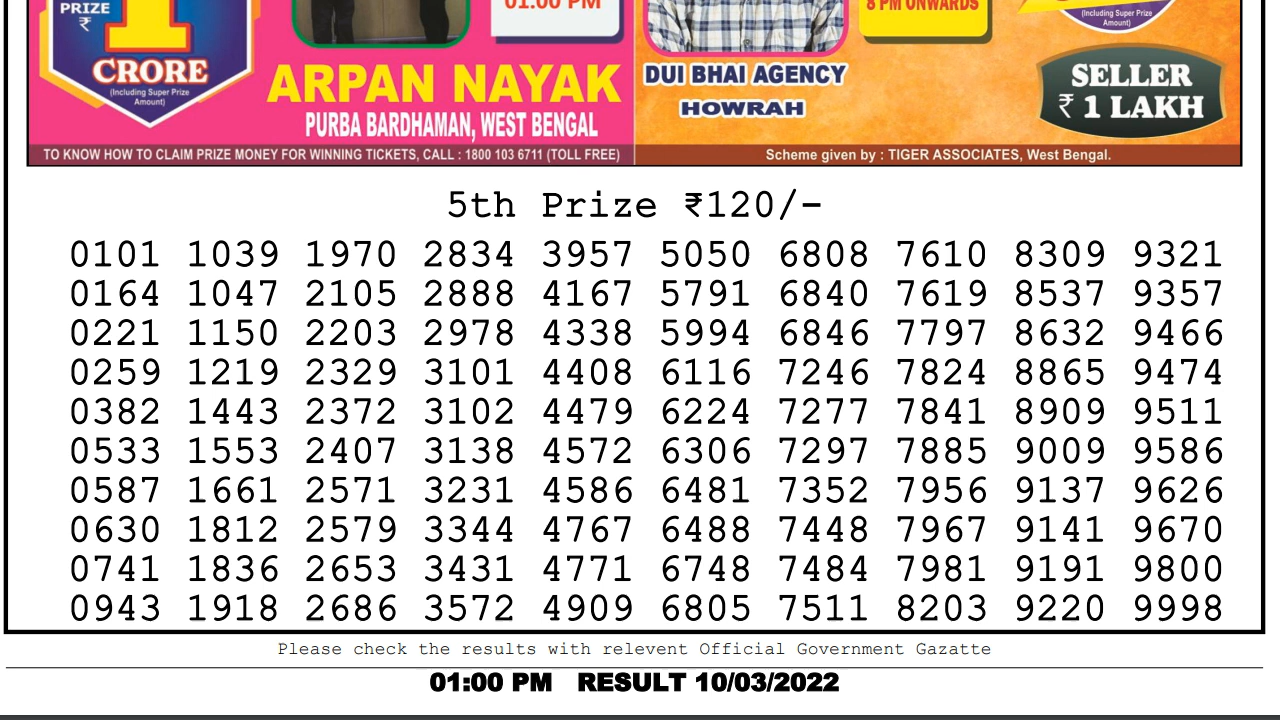 PRIZE
₹
1
CRORE
(Including Super Prize
Amount)
ARPAN NAYAK
PURBA BARDHAMAN, WEST BENGAL
TO KNOW HOW TO CLAIM PRIZE MONEY FOR WINNING TICKETS, CALL : 1800 103 6711 (TOLL FREE)
01:00 PM
DUI BHAI AGENCY
HOWRAH
8 PM ONWARDS
(Including Super Prize
Amount)
SELLER
₹ 1 LAKH
Scheme given by : TIGER ASSOCIATES, West Bengal.
5th Prize ₹120/-
0101 1039 1970 2834 3957 5050 6808 7610 8309 9321
0164 1047 2105 2888 4167 5791 6840 7619 8537 9357
0221 1150 2203 2978 4338 5994 6846 7797 8632 9466
0259 1219 2329 3101 4408 6116 7246 7824 8865 9474
0382 1443 2372 3102 4479 6224 7277 7841 8909 9511
0533 1553 2407 3138 4572 6306 7297 7885 9009 9586
0587 1661 2571 3231 4586 6481 7352 7956 9137 9626
0630 1812 2579 3344 4767 6488 7448 7967 9141 9670
0741 1836 2653 3431 4771 6748 7484 7981 9191 9800
0943 1918 2686 3572 4909 6805 7511 8203 9220 9998
Please check the results with relevent Official Government Gazatte
01:00 PM RESULT 10/03/2022